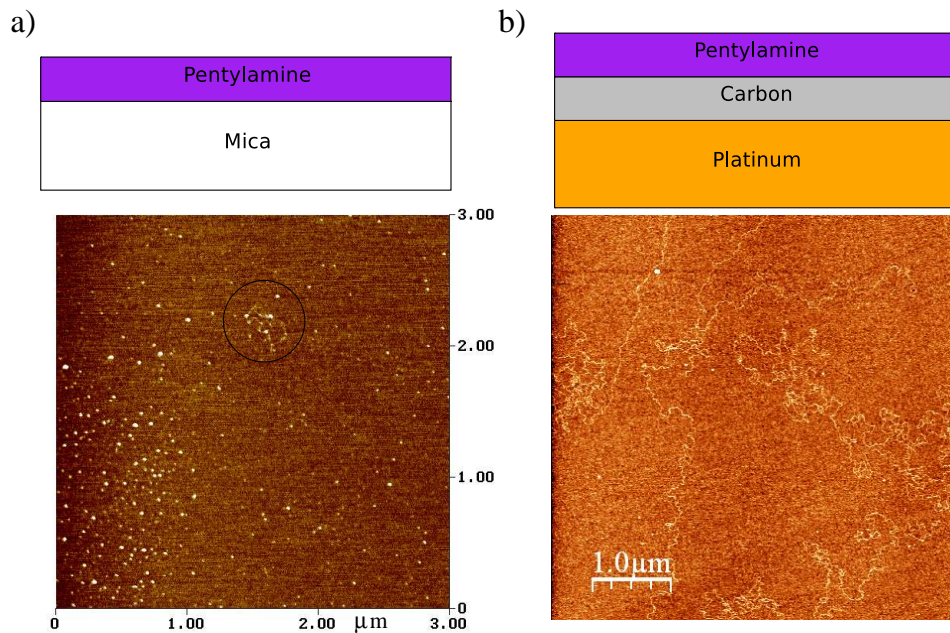 a)
Pentylamine
Mica
3.00
2.00
1.00
0
0 1.00 μm 2.00 3.00
b)
Pentylamine
Carbon
Platinum
1.0μm